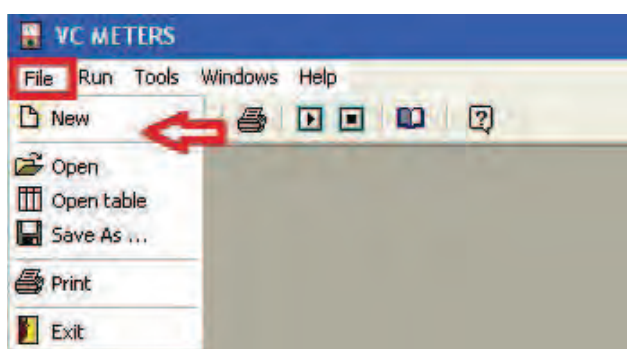 VC METERS
File Run Tools Windows Help
New
Open
Open table
Save As ...
Print
Exit